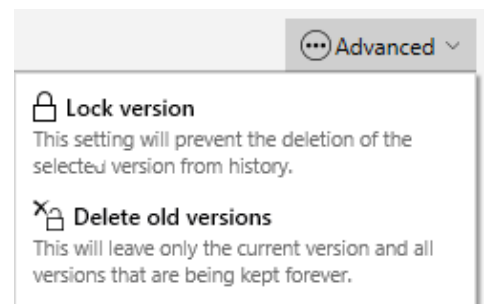 Advanced
Lock version
This setting will prevent the deletion of the
selected version from history.
Delete old versions
This will leave only the current version and all
versions that are being kept forever.